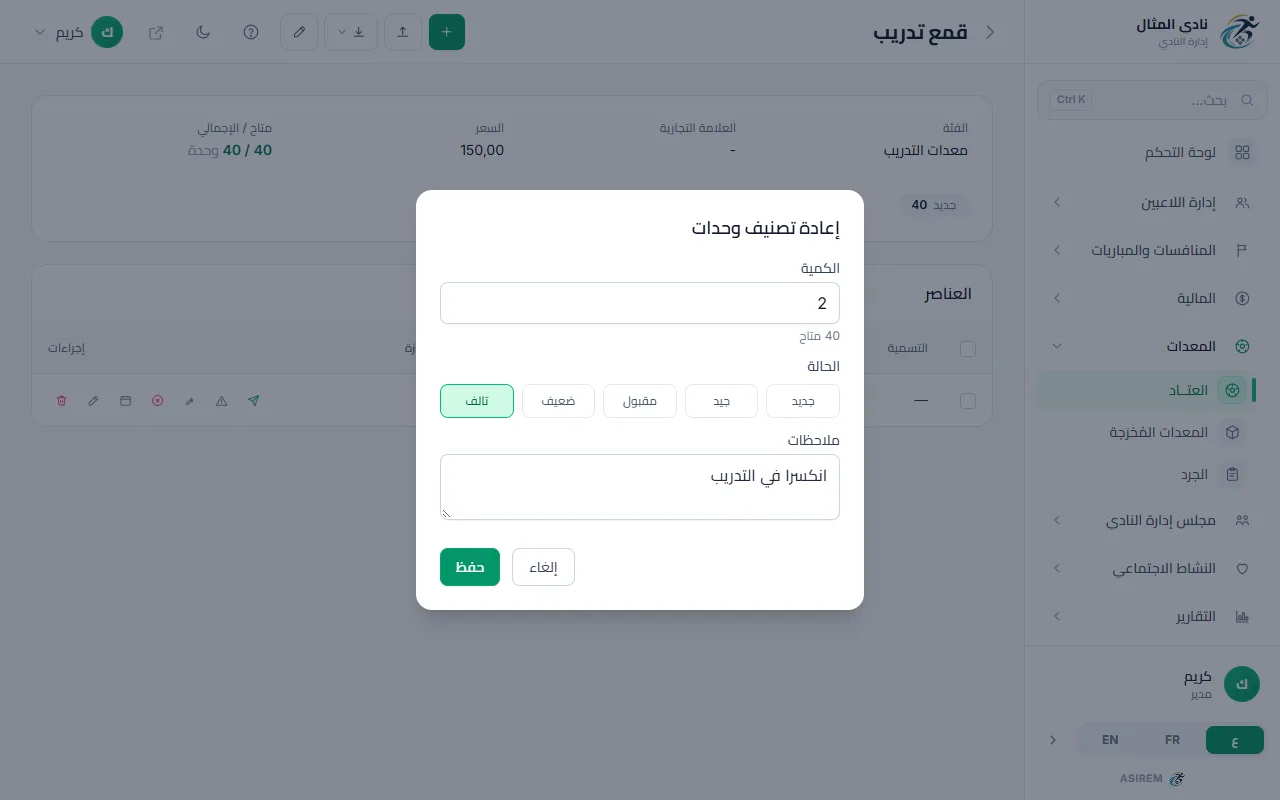 نادي المثال
إدارة النادي
بحث...
Ctrl K
لوحة التحكم
إدارة اللاعبين
المنافسات والمباريات
المالية
المعدات
العتــاد
المعدات المُخرَجة
الجرد
مجلس إدارة النادي
النشاط الاجتماعي
التقارير
ك
كريم
مدير
ع
FR
EN
ASIREM
قمع تدريب
ك
كريم
الفئة
معدات التدريب
العلامة التجارية
-
السعر
150,00
متاح / الإجمالي
40 / 40 وحدة
جديد 40
العناصر
التسمية
إجراءات
—
إعادة تصنيف وحدات
الكمية
2
40 متاح
الحالة
جديد
جيد
مقبول
ضعيف
تالف
ملاحظات
انكسرا في التدريب
إلغاء
حفظ